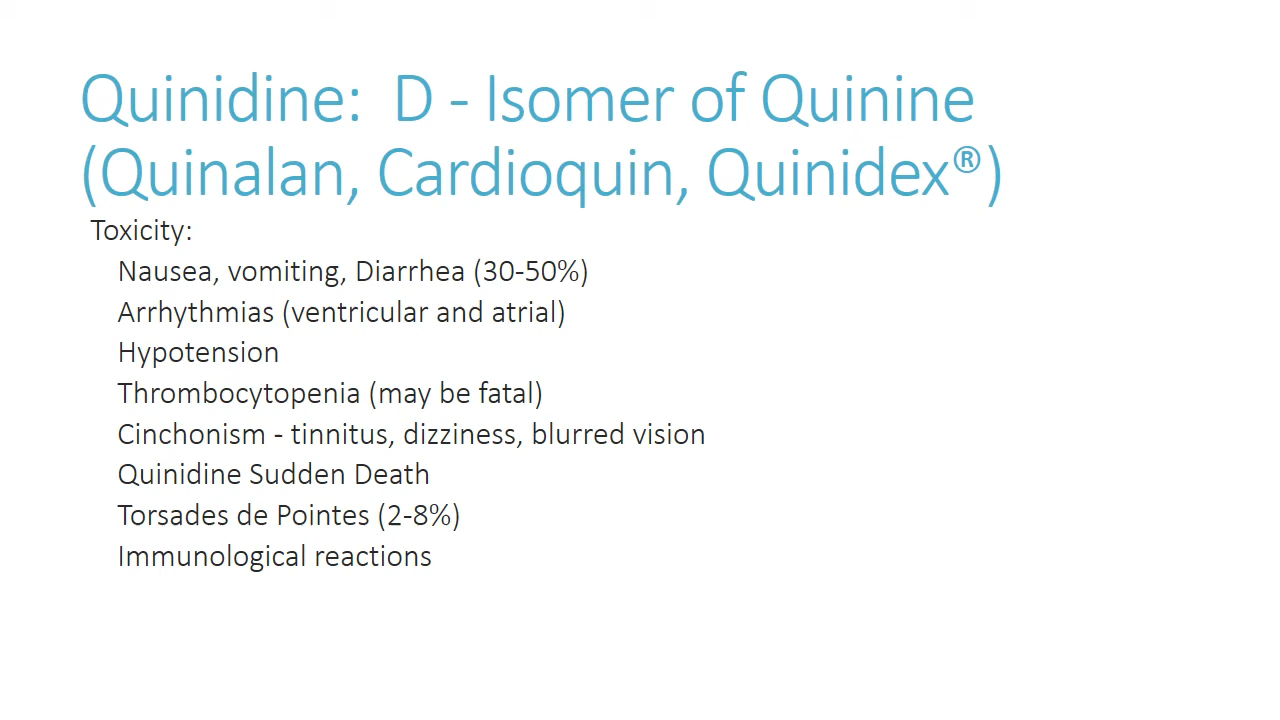 Quinidine:  D - Isomer of Quinine
(Quinalan, Cardioquin, Quinidex®)
Toxicity:
Nausea, vomiting, Diarrhea (30-50%)
Arrhythmias (ventricular and atrial)
Hypotension
Thrombocytopenia (may be fatal)
Cinchonism - tinnitus, dizziness, blurred vision
Quinidine Sudden Death
Torsades de Pointes (2-8%)
Immunological reactions